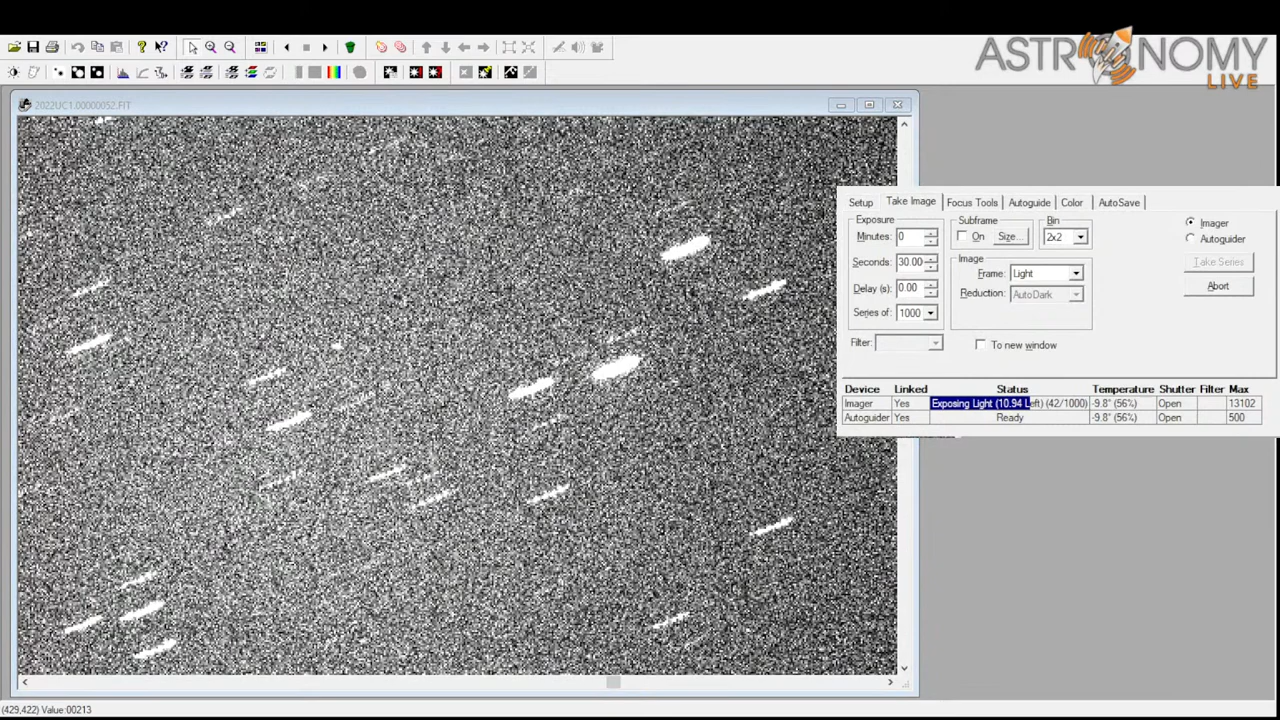 ASTRONOMY
LIVE
2022UC1.00000052.FIT
Setup Take Image Focus Tools Autoguide Color AutoSave
Exposure Subframe Bin
Imager
Minutes: 0 On Size... 2x2
Autoguider
Seconds: 30.00 Image
Take Series
Frame: Light
Delay (s): 0.00 Reduction: AutoDark Abort
Series of: 1000
Filter: To new window
Device Linked Status Temperature Shutter Filter Max
Imager Yes Exposing Light (10.94 Left) (42/1000) -9.8° (56%) Open 13102
Autoguider Yes Ready -9.8° (56%) Open 500
(429,422) Value:00213